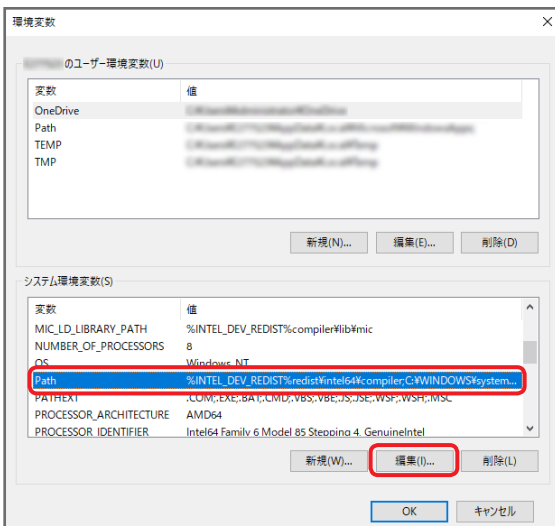 環境変数
のユーザー環境変数(U)
変数 値
OneDrive
Path
TEMP
TMP
新規(N)... 編集(E)... 削除(D)
システム環境変数(S)
変数 値
MIC_LD_LIBRARY_PATH %INTEL_DEV_REDIST%compiler¥lib¥mic
NUMBER_OF_PROCESSORS 8
OS Windows_NT
Path %INTEL_DEV_REDIST%redist¥intel64¥compiler;C:¥WINDOWS¥system...
PATHEXT .COM;.EXE;.BAT;.CMD;.VBS;.VBE;.JS;.JSE;.WSF;.WSH;.MSC
PROCESSOR_ARCHITECTURE AMD64
PROCESSOR_IDENTIFIER Intel64 Family 6 Model 85 Stepping 4, GenuineIntel
新規(W)... 編集(I)... 削除(L)
OK キャンセル